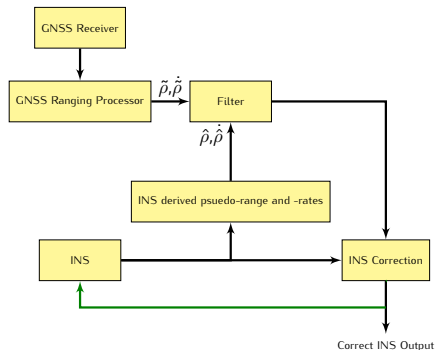 GNSS Receiver
GNSS Ranging Processor
ρ̃,ρ̃̇
Filter
ρ̂,ρ̂̇
INS derived psuedo-range and -rates
INS
INS Correction
Correct INS Output